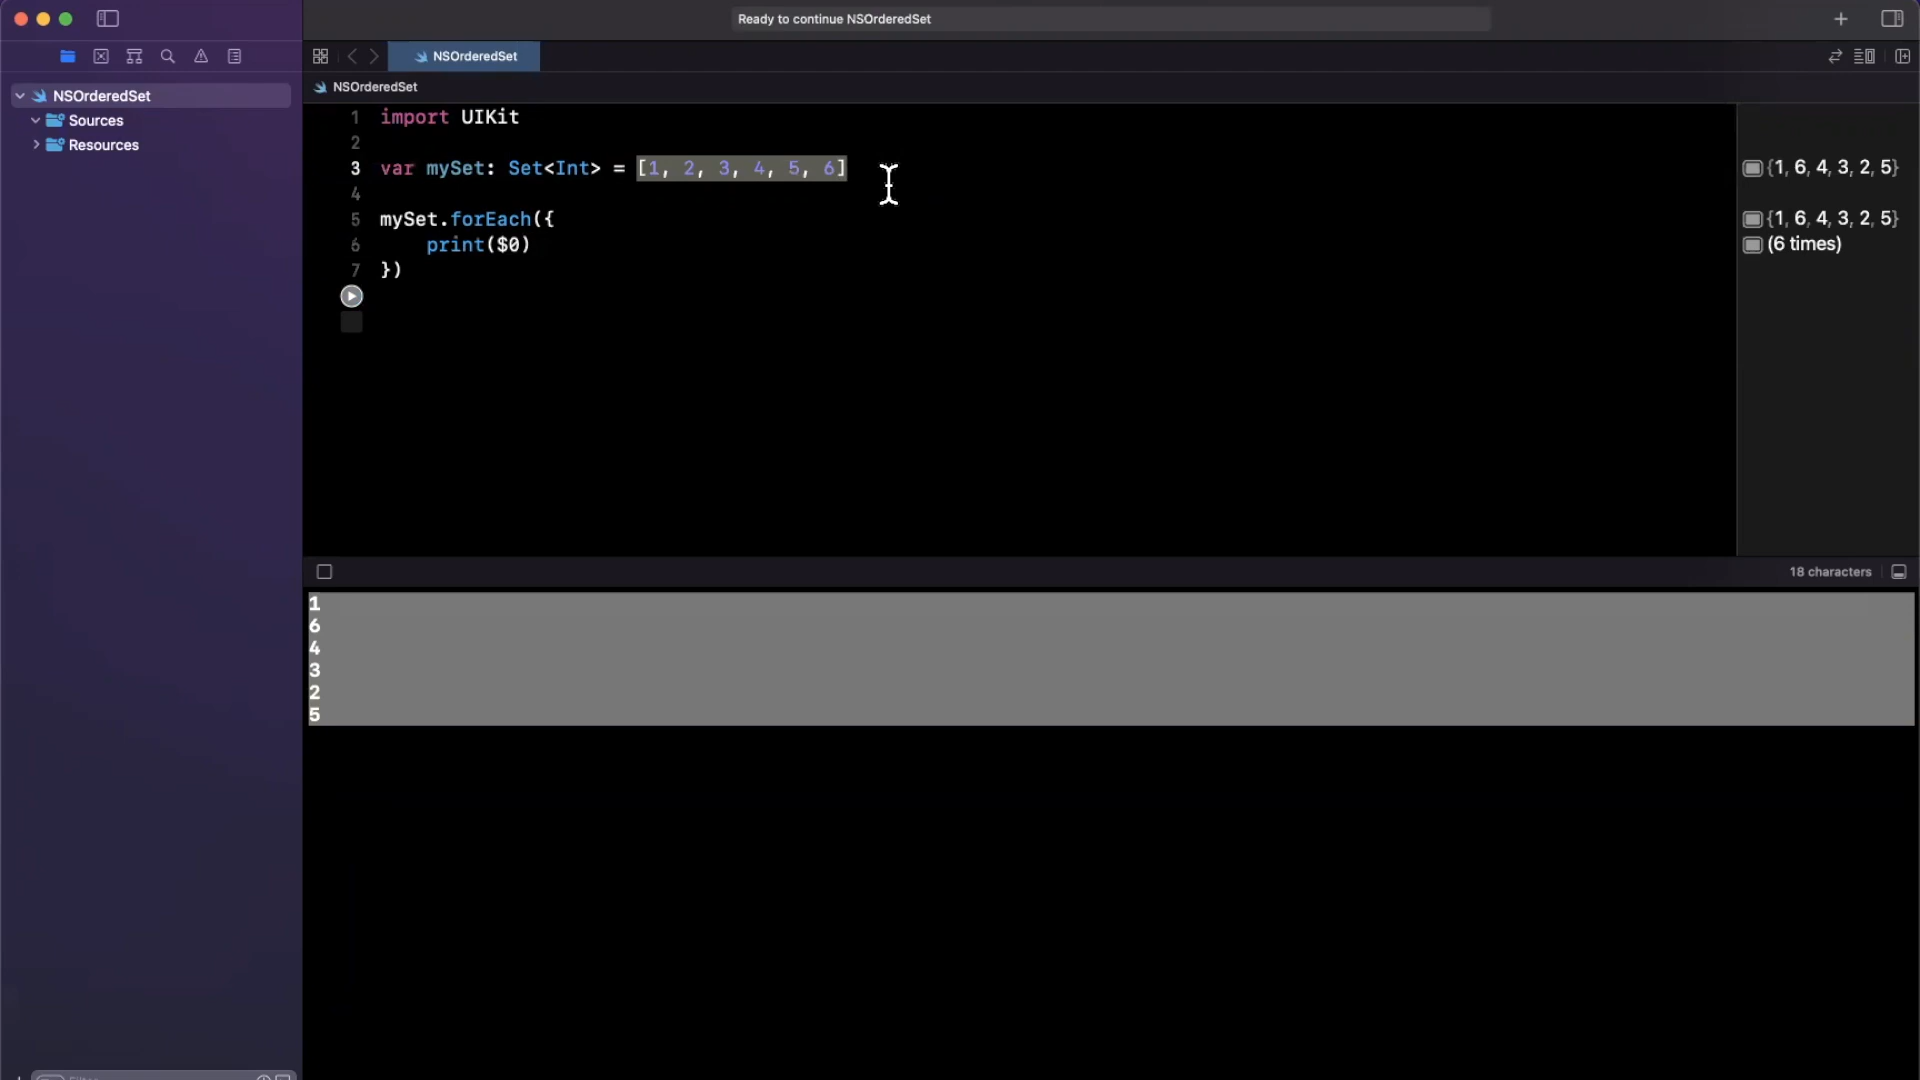 Ready to continue NSOrderedSet
NSOrderedSet
NSOrderedSet
NSOrderedSet
Sources
Resources
1 import UIKit
2
3 var mySet: Set<Int> = [1, 2, 3, 4, 5, 6]
4
5 mySet.forEach({
6 print($0)
7 })
{1, 6, 4, 3, 2, 5}
{1, 6, 4, 3, 2, 5}
(6 times)
18 characters
1
6
4
3
2
5